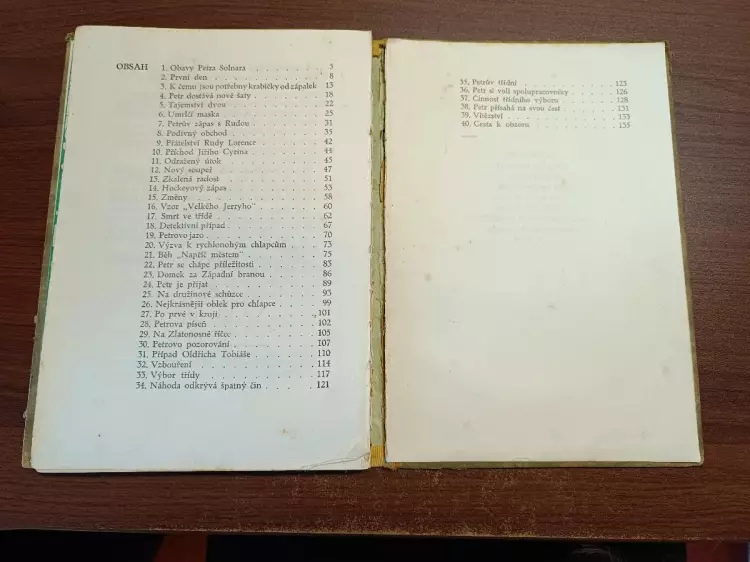 OBSAH 1. Obavy Petra Solnara . . . . . . . 5
2. První den . . . . . . . . . 8
3. K čemu jsou potřebny krabičky od zápalek 13
4. Petr dostává nové šaty . . . . . . 18
5. Tajemství dvou . . . . . . . . 22
6. Umrlčí maska . . . . . . . . 25
7. Petrův zápas s Rudou . . . . . . 31
8. Podivný obchod . . . . . . . . 35
9. Přátelství Rudy Lorence . . . . . . 42
10. Příchod Jiřího Cyrina . . . . . . 44
11. Odražený útok . . . . . . . . 45
12. Nový soupeř . . . . . . . . 47
13. Zkalená radost . . . . . . . . 51
14. Hockeyový zápas . . . . . . . 53
15. Změny . . . . . . . . . . 58
16. Vzor „Velkého Jerryho“ . . . . . . 60
17. Smrt ve třídě . . . . . . . . 62
18. Detektivní případ . . . . . . . 67
19. Petrovo jaro . . . . . . . . 70
20. Výzva k rychlonohým chlapcům . . . . 73
21. Běh „Napříč městem“ . . . . . . 75
22. Petr se chápe příležitosti . . . . . . 83
23. Domek za Západní branou . . . . . 86
24. Petr je přijat . . . . . . . . 89
25. Na družinové schůzce . . . . . . 93
26. Nejkrásnější oblek pro chlapce . . . . 99
27. Po prvé v kroji . . . . . . . . 101
28. Petrova píseň . . . . . . . . 102
29. Na Zlatonosné říčce . . . . . . . 105
30. Petrovo pozorování . . . . . . . 107
31. Případ Oldřicha Tobiáše . . . . . . 110
32. Vzbouření . . . . . . . . . 114
33. Výbor třídy . . . . . . . . . 117
34. Náhoda odkrývá špatný čin . . . . . 121
35. Petrův třídní . . . . . . . . 123
36. Petr si volí spolupracovníky . . . . . 126
37. Činnost třídního výboru . . . . . . 128
38. Petr přísahá na svou čest . . . . . 131
39. Vítězství . . . . . . . . . 133
40. Cesta k obzoru . . . . . . . . 135